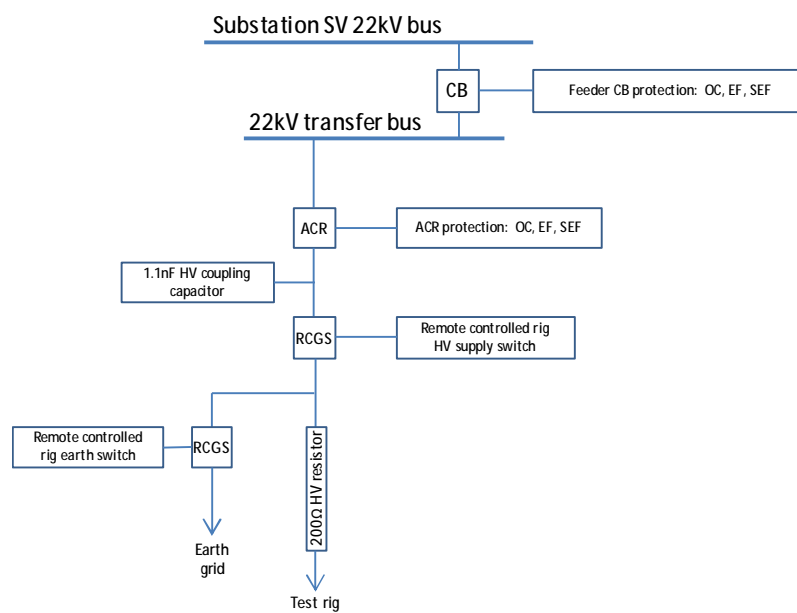 Substation SV 22kV bus
CB
Feeder CB protection: OC, EF, SEF
22kV transfer bus
ACR
ACR protection: OC, EF, SEF
1.1nF HV coupling
capacitor
RCGS
Remote controlled rig
HV supply switch
Remote controlled
rig earth switch
RCGS
200Ω HV resistor
Earth
grid
Test rig